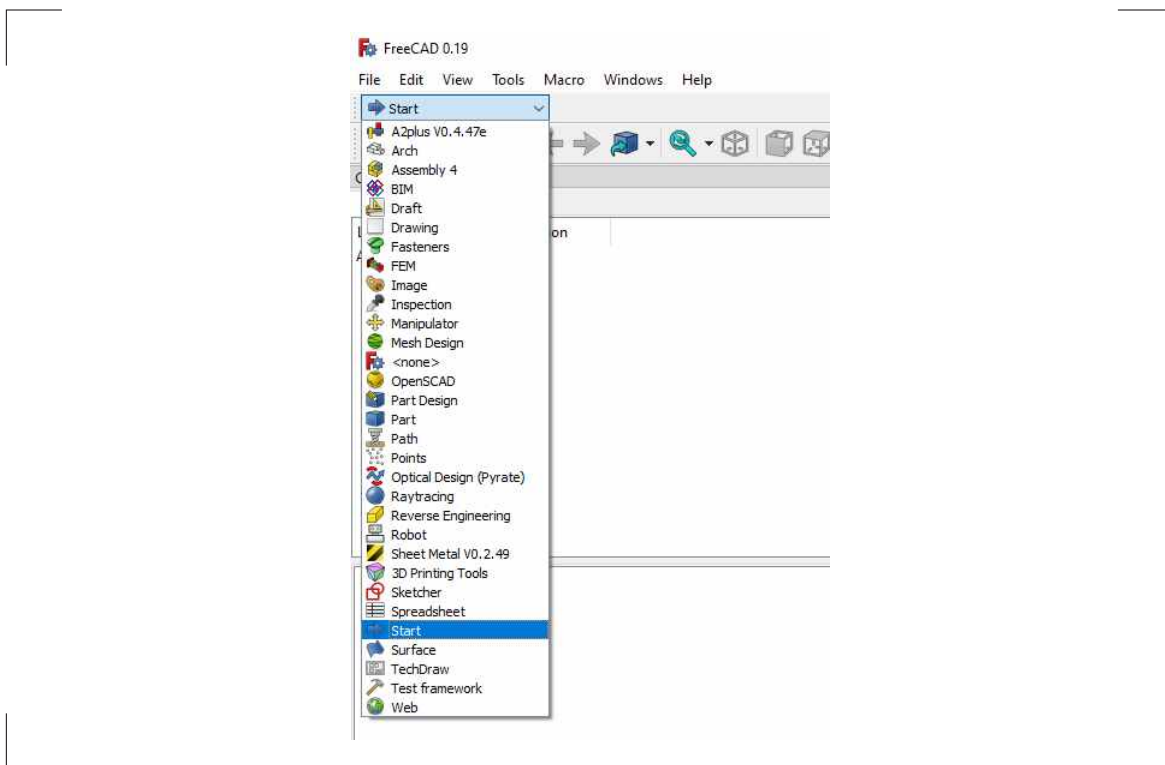 FreeCAD 0.19
File Edit View Tools Macro Windows Help
Start
A2plus V0.4.47e
Arch
Assembly 4
BIM
Draft
Drawing
on
Fasteners
FEM
Image
Inspection
Manipulator
Mesh Design
<none>
OpenSCAD
Part Design
Part
Path
Points
Optical Design (Pyrate)
Raytracing
Reverse Engineering
Robot
Sheet Metal V0.2.49
3D Printing Tools
Sketcher
Spreadsheet
Start
Surface
TechDraw
Test framework
Web